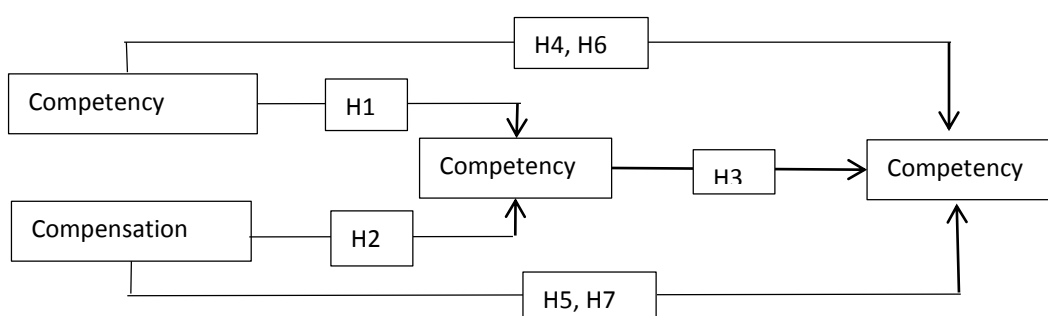 H4, H6
Competency
H1
Competency
H3
Competency
Compensation
H2
H5, H7